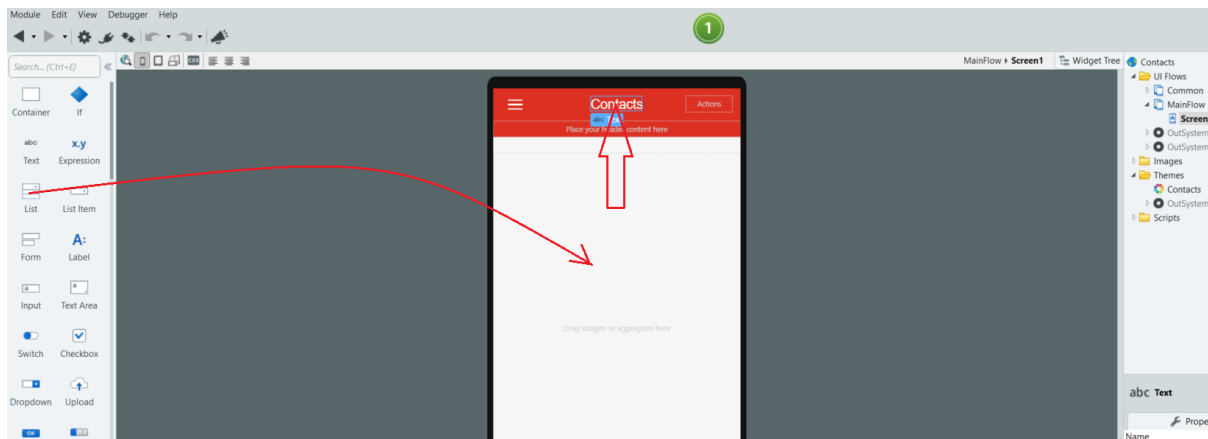 Module Edit View Debugger Help
1
Search... (Ctrl+E)
MainFlow Screen1
Widget Tree
Container If
Text Expression
List List Item
Form Label
Input Text Area
Switch Checkbox
Dropdown Upload
OK
abc
x.y
A:
CSS
Contacts
Actions
abc Text
Place your header content here
Drag widgets or aggregates here
Contacts
UI Flows
Common
MainFlow
Screen
OutSystem
OutSystem
Images
Themes
Contacts
OutSystem
Scripts
abc Text
Prope
Name